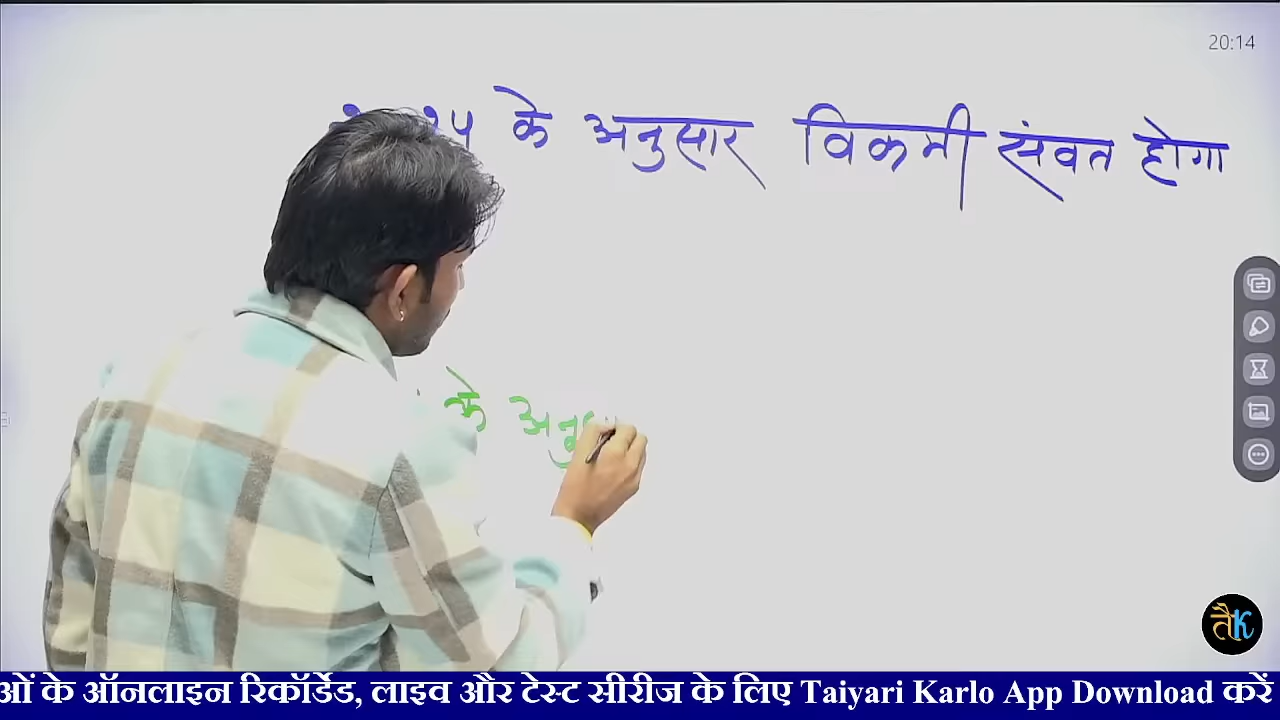 20:14
के अनुसार विक्रमी संवत होगा
के
ओं के ऑनलाइन रिकॉर्डेड, लाइव और टेस्ट सीरीज के लिए Taiyari Karlo App Download करें
तैK